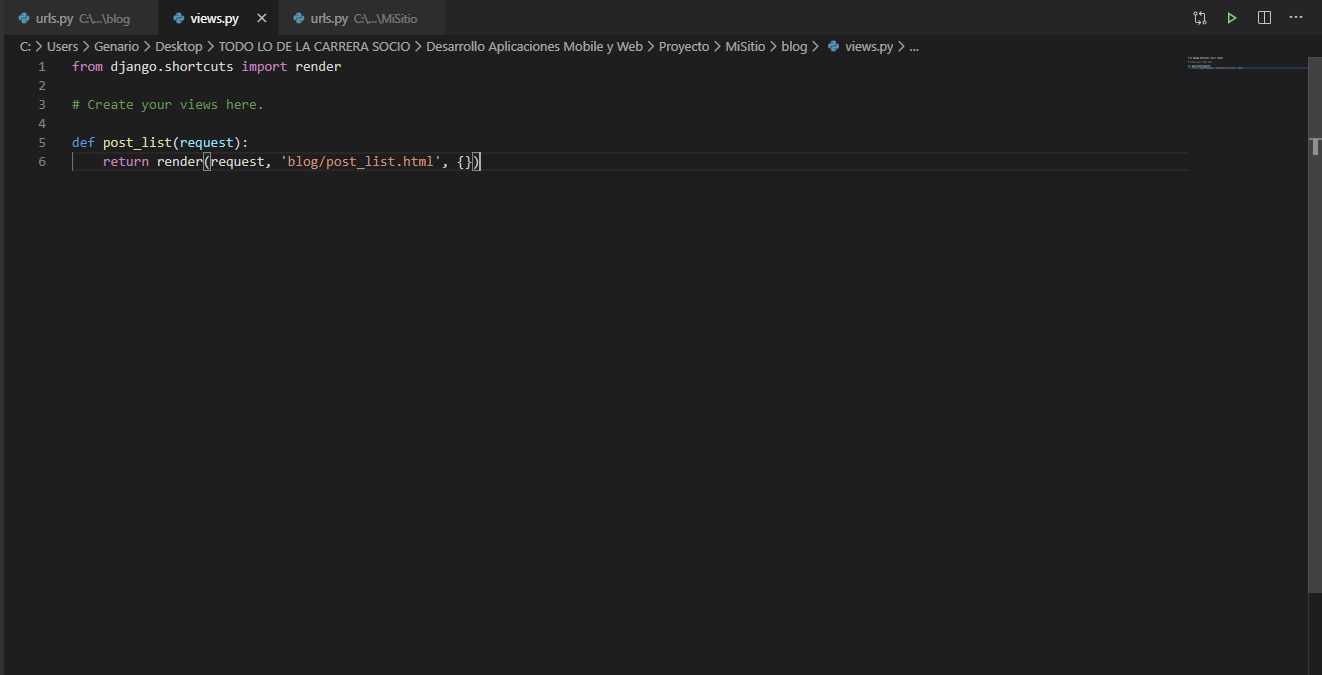 urls.py C:\...\blog views.py urls.py C:\...\MiSitio
C: Users Genario Desktop TODO LO DE LA CARRERA SOCIO Desarrollo Aplicaciones Mobile y Web Proyecto MiSitio blog views.py ...
1 from django.shortcuts import render
2
3 # Create your views here.
4
5 def post_list(request):
6 return render(request, 'blog/post_list.html', {})